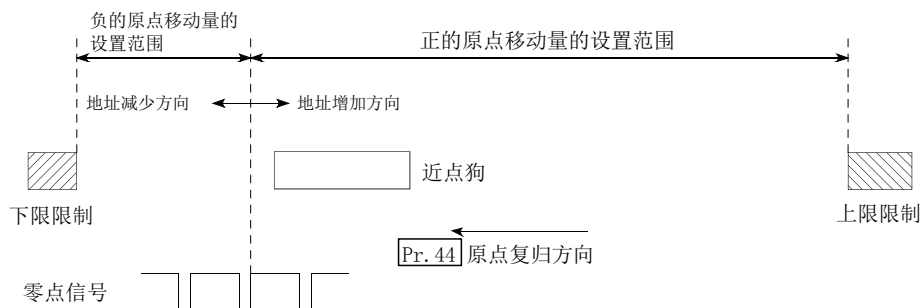 负的原点移动量的
设置范围
正的原点移动量的设置范围
地址减少方向
地址增加方向
近点狗
下限限制
上限限制
Pr.44 原点复归方向
零点信号